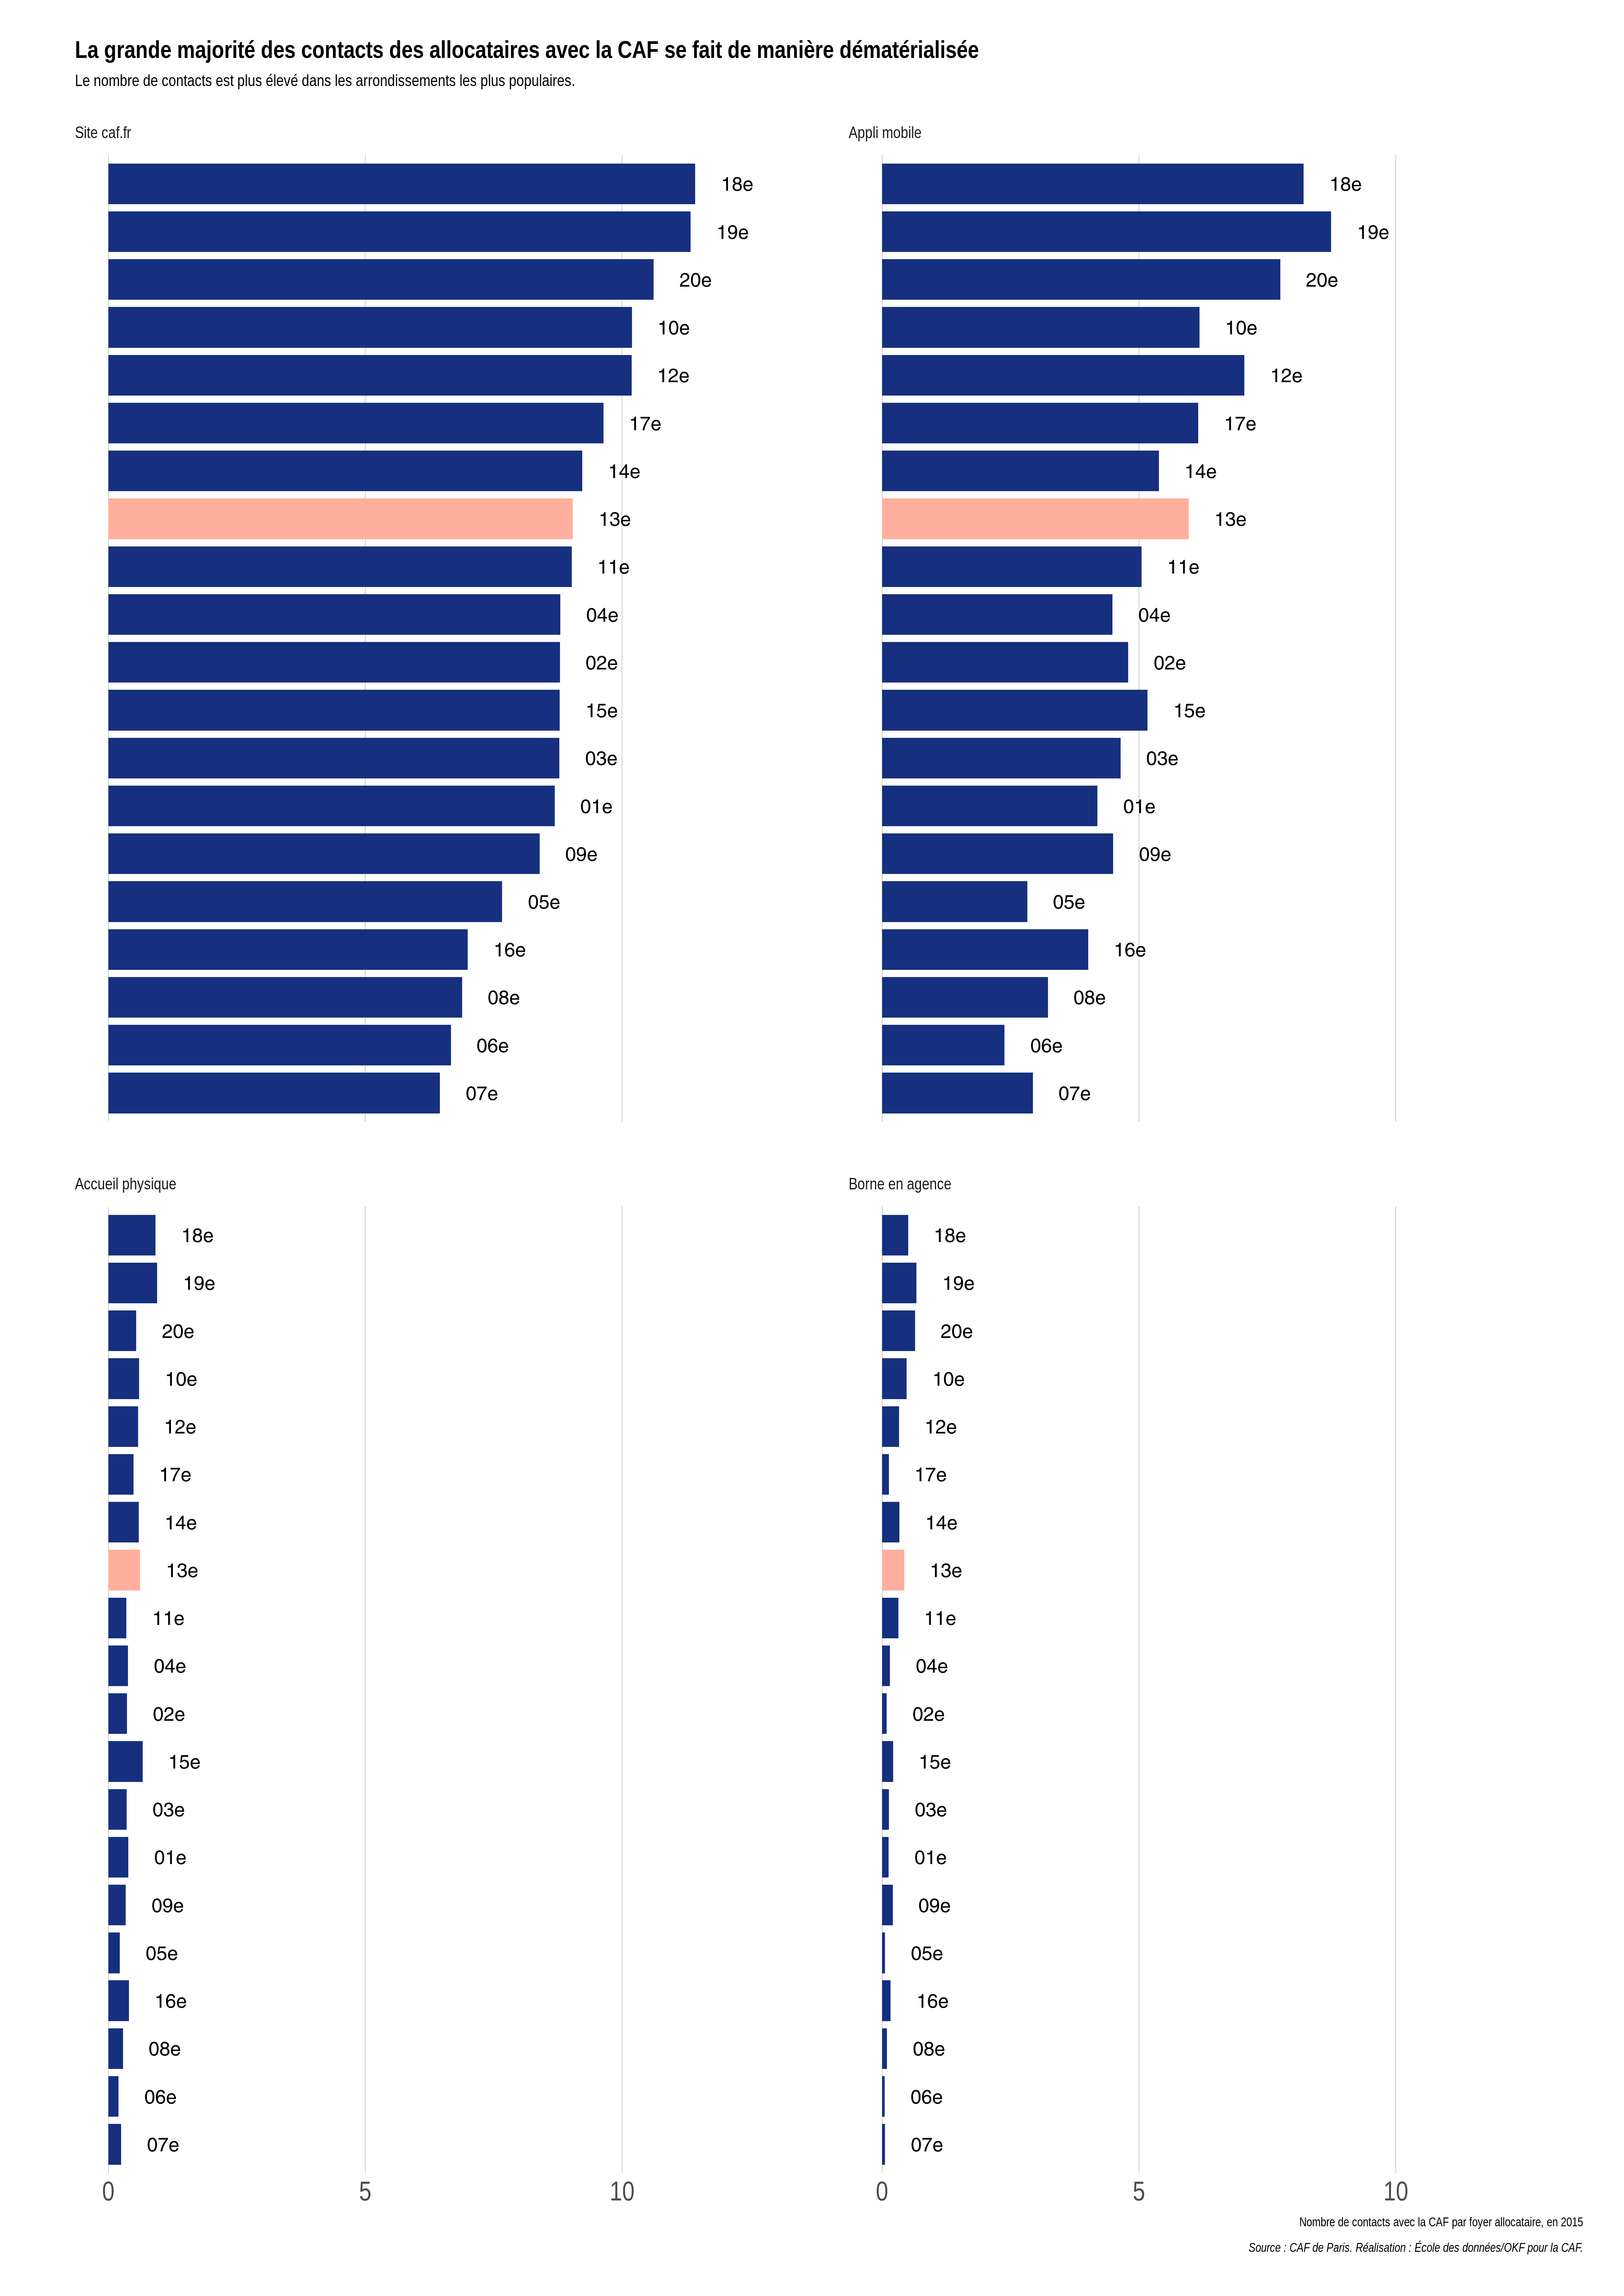 La grande majorité des contacts des allocataires avec la CAF se fait de manière dématérialisée
Le nombre de contacts est plus élevé dans les arrondissements les plus populaires.
Site caf.fr
18e
19e
20e
10e
12e
17e
14e
13e
11e
04e
02e
15e
03e
01e
09e
05e
16e
08e
06e
07e
Appli mobile
18e
19e
20e
10e
12e
17e
14e
13e
11e
04e
02e
15e
03e
01e
09e
05e
16e
08e
06e
07e
Accueil physique
18e
19e
20e
10e
12e
17e
14e
13e
11e
04e
02e
15e
03e
01e
09e
05e
16e
08e
06e
07e
0 5 10
Borne en agence
18e
19e
20e
10e
12e
17e
14e
13e
11e
04e
02e
15e
03e
01e
09e
05e
16e
08e
06e
07e
0 5 10
Nombre de contacts avec la CAF par foyer allocataire, en 2015
Source : CAF de Paris. Réalisation : École des données/OKF pour la CAF.